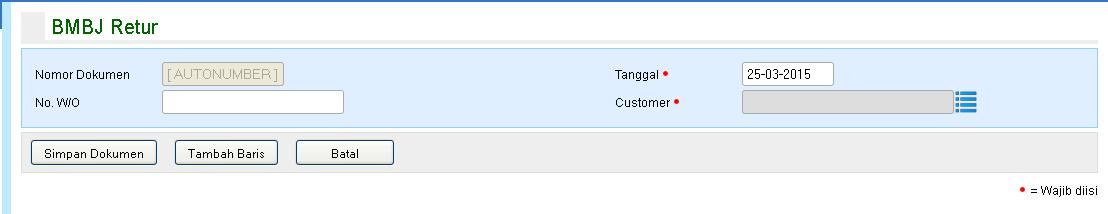 BMBJ Retur
Nomor Dokumen [ AUTONUMBER ] Tanggal • 25-03-2015
No. W/O Customer •
Simpan Dokumen Tambah Baris Batal
• = Wajib diisi